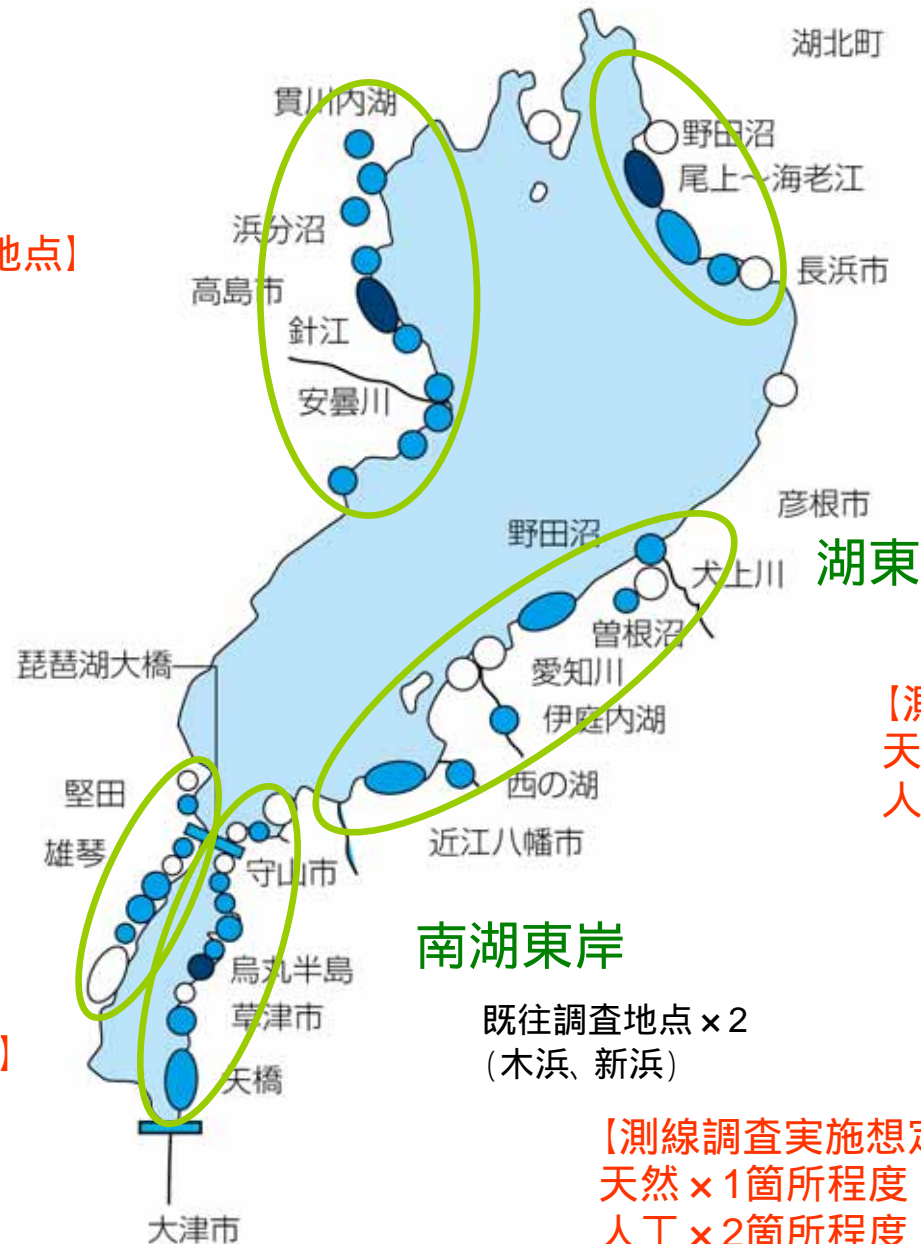 湖北町
貫川内湖
野田沼
尾上～海老江
浜分沼
地点】
長浜市
高島市
針江
安曇川
彦根市
野田沼
湖東
犬上川
曽根沼
琵琶湖大橋
愛知川
伊庭内湖
【測
天
人
西の湖
堅田
近江八幡市
雄琴
守山市
南湖東岸
烏丸半島
草津市
既往調査地点×2
(木浜、新浜)
】
天橋
【測線調査実施想定
天然×1箇所程度
人工×2箇所程度
大津市